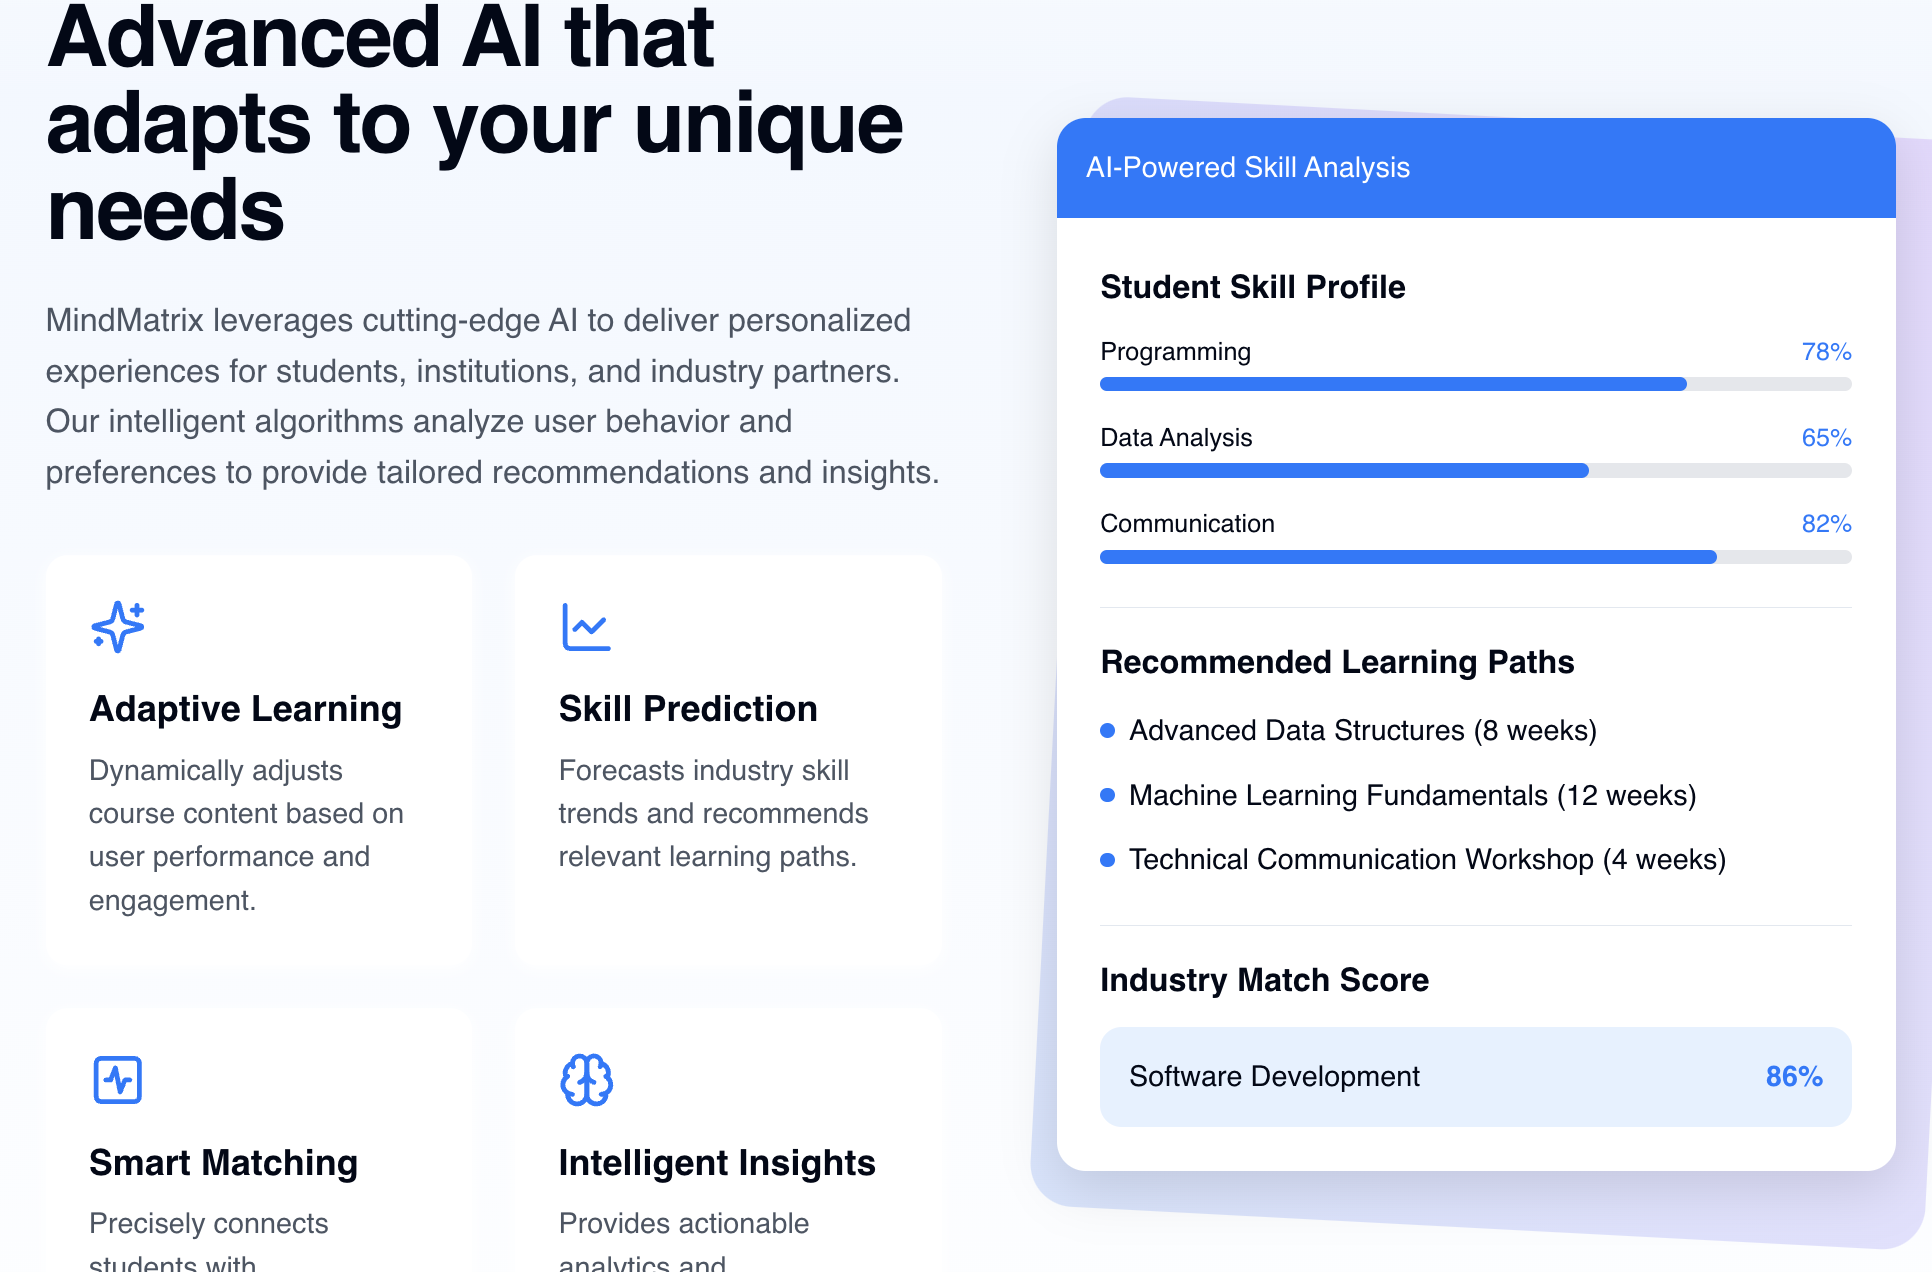 Advanced AI that
adapts to your unique
needs
MindMatrix leverages cutting-edge AI to deliver personalized
experiences for students, institutions, and industry partners.
Our intelligent algorithms analyze user behavior and
preferences to provide tailored recommendations and insights.
Adaptive Learning
Dynamically adjusts
course content based on
user performance and
engagement.
Skill Prediction
Forecasts industry skill
trends and recommends
relevant learning paths.
Smart Matching
Precisely connects
students with
Intelligent Insights
Provides actionable
analytics and
AI-Powered Skill Analysis
Student Skill Profile
Programming 78%
Data Analysis 65%
Communication 82%
Recommended Learning Paths
Advanced Data Structures (8 weeks)
Machine Learning Fundamentals (12 weeks)
Technical Communication Workshop (4 weeks)
Industry Match Score
Software Development 86%